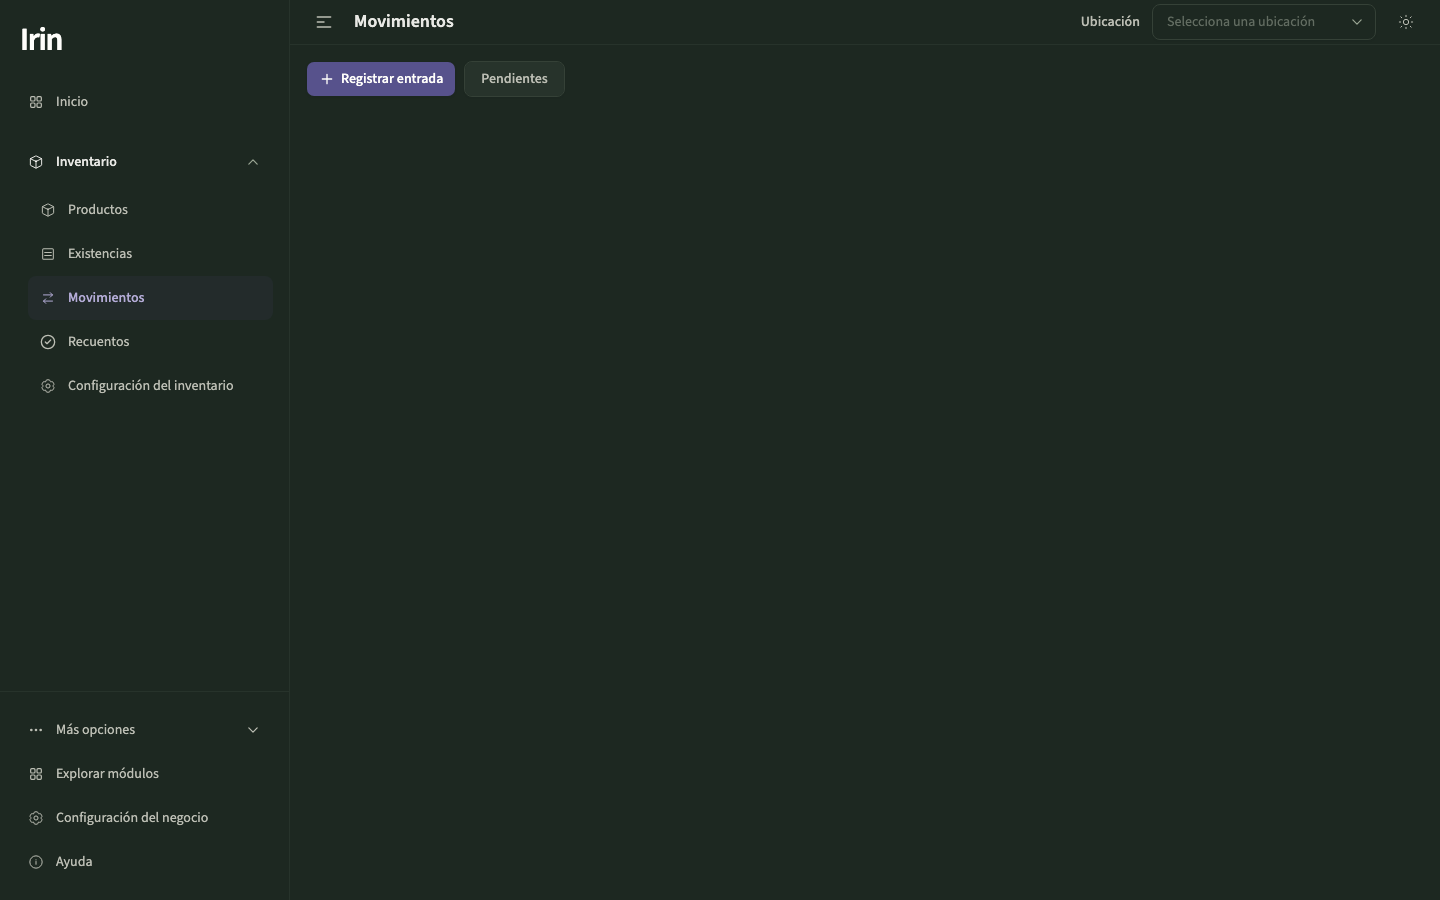 Irin
Inicio
Inventario
Productos
Existencias
Movimientos
Recuentos
Configuración del inventario
Más opciones
Explorar módulos
Configuración del negocio
Ayuda
Movimientos
Ubicación
Selecciona una ubicación
Registrar entrada
Pendientes